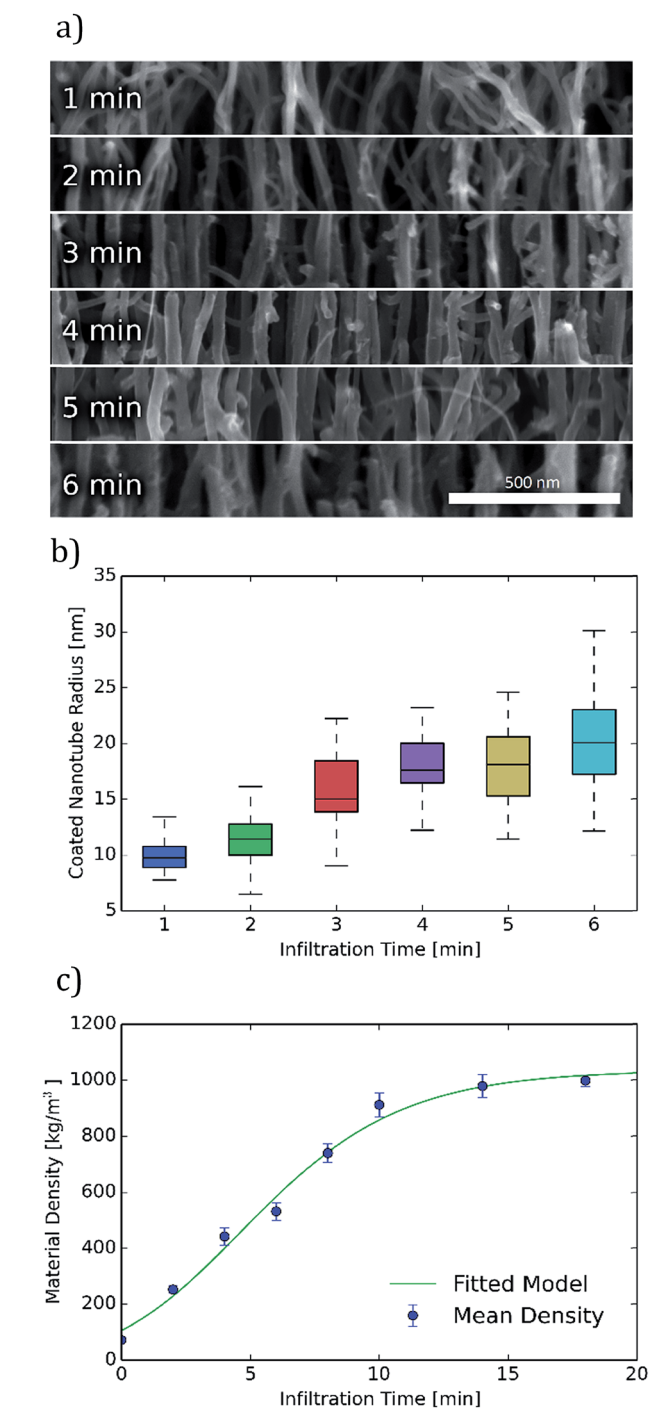 a)
1 min
2 min
3 min
4 min
5 min
6 min
500 nm
b)
Coated Nanotube Radius [nm]
35
30
25
20
15
10
5
1 2 3 4 5 6
Infiltration Time [min]
c)
Material Density [kg/m³]
1200
1000
800
600
400
200
0
0 5 10 15 20
Fitted Model
Mean Density
Infiltration Time [min]